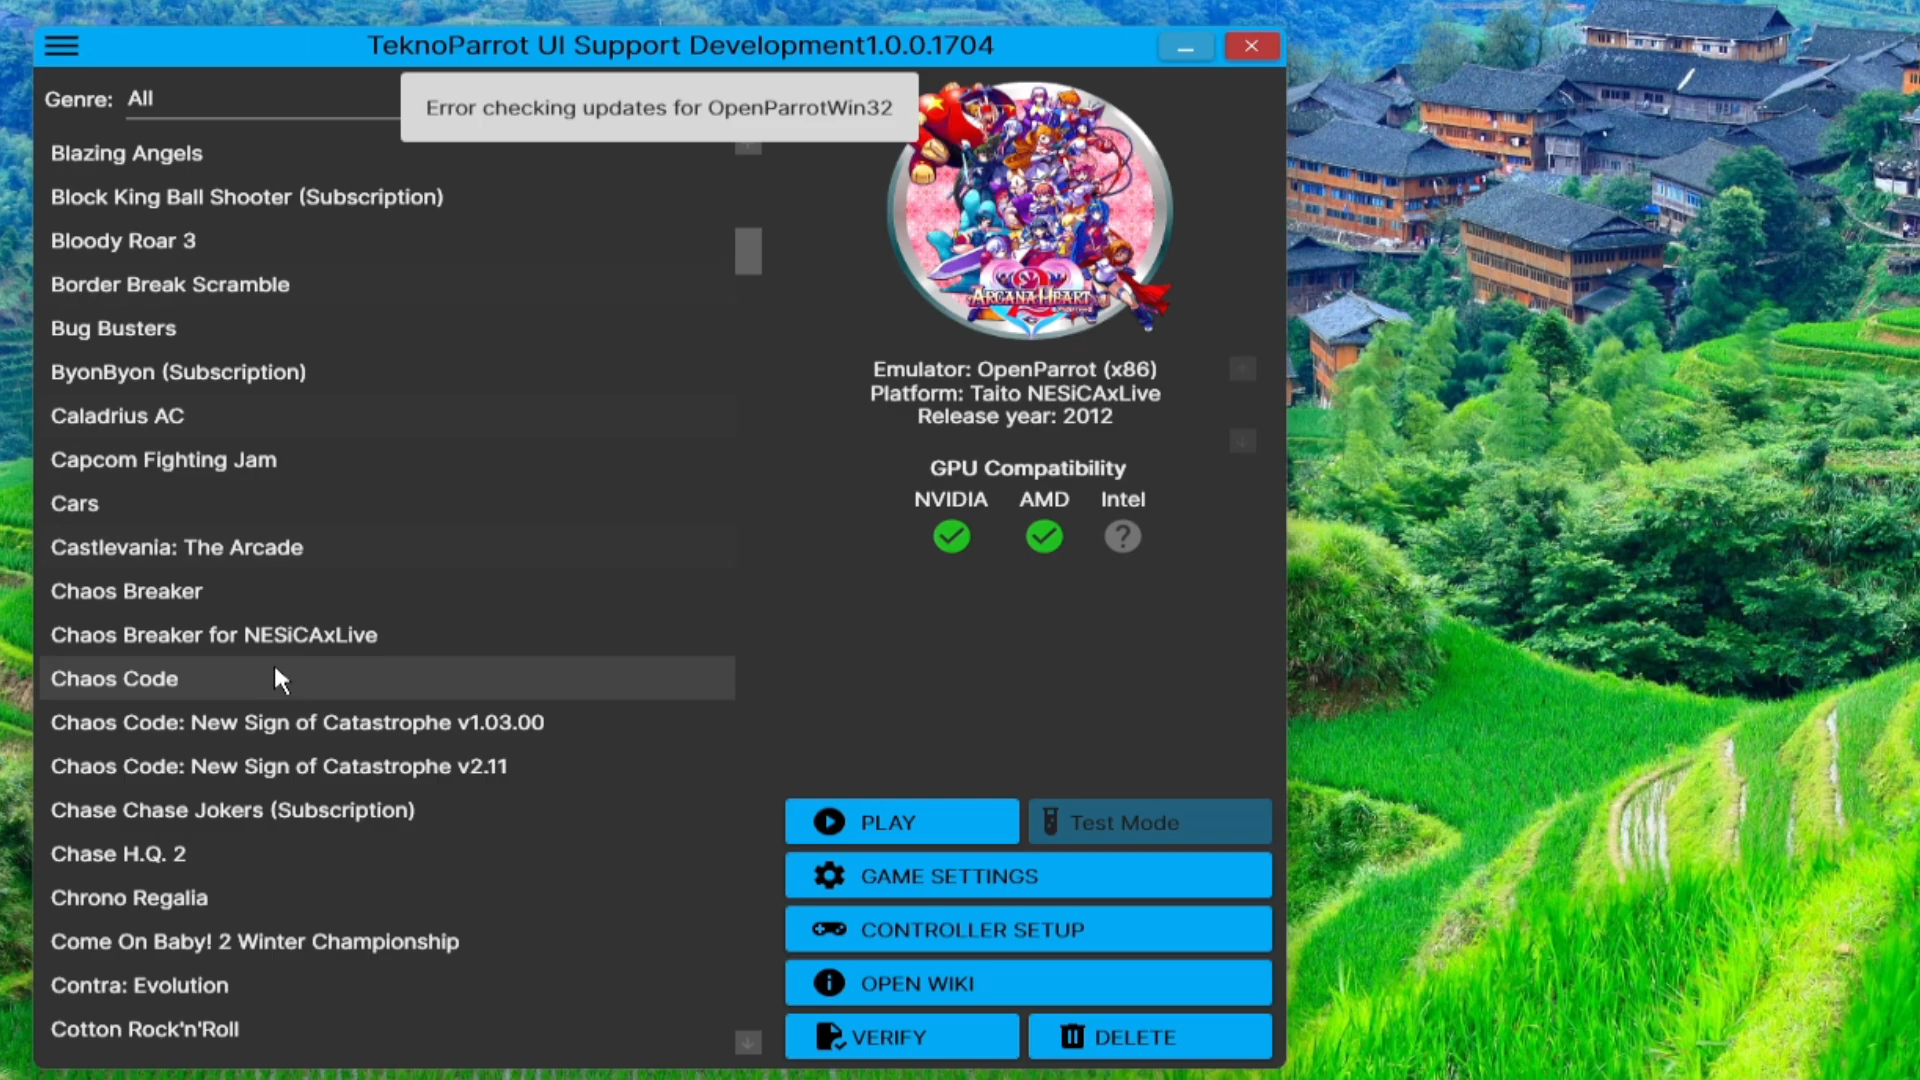 TeknoParrot UI Support Development1.0.0.1704
Genre: All
Error checking updates for OpenParrotWin32
Blazing Angels
Block King Ball Shooter (Subscription)
Bloody Roar 3
Border Break Scramble
Bug Busters
ByonByon (Subscription)
Caladrius AC
Capcom Fighting Jam
Cars
Castlevania: The Arcade
Chaos Breaker
Chaos Breaker for NESiCAxLive
Chaos Code
Chaos Code: New Sign of Catastrophe v1.03.00
Chaos Code: New Sign of Catastrophe v2.11
Chase Chase Jokers (Subscription)
Chase H.Q. 2
Chrono Regalia
Come On Baby! 2 Winter Championship
Contra: Evolution
Cotton Rock'n'Roll
ARCANA HEART
Emulator: OpenParrot (x86)
Platform: Taito NESiCAxLive
Release year: 2012
GPU Compatibility
NVIDIA AMD Intel
?
PLAY
Test Mode
GAME SETTINGS
CONTROLLER SETUP
OPEN WIKI
VERIFY
DELETE